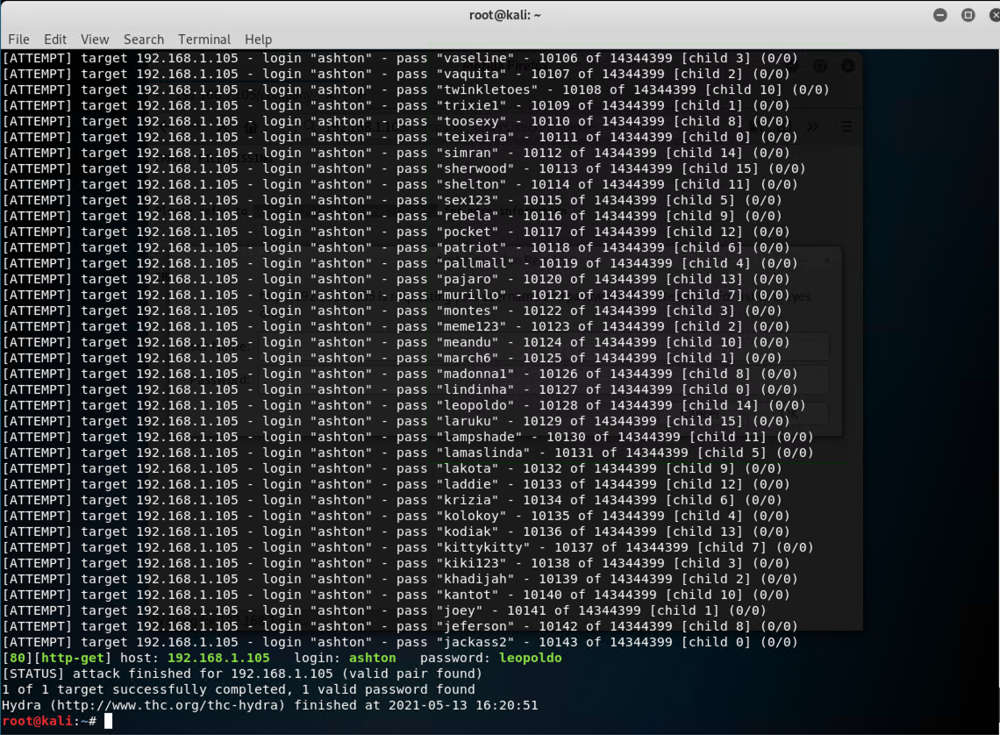 root@kali: ~
File Edit View Search Terminal Help
[ATTEMPT] target 192.168.1.105 - login "ashton" - pass "vaseline" - 10106 of 14344399 [child 3] (0/0)
[ATTEMPT] target 192.168.1.105 - login "ashton" - pass "vaquita" - 10107 of 14344399 [child 2] (0/0)
[ATTEMPT] target 192.168.1.105 - login "ashton" - pass "twinkletoes" - 10108 of 14344399 [child 10] (0/0)
[ATTEMPT] target 192.168.1.105 - login "ashton" - pass "trixie1" - 10109 of 14344399 [child 1] (0/0)
[ATTEMPT] target 192.168.1.105 - login "ashton" - pass "toosexy" - 10110 of 14344399 [child 8] (0/0)
[ATTEMPT] target 192.168.1.105 - login "ashton" - pass "teixeira" - 10111 of 14344399 [child 0] (0/0)
[ATTEMPT] target 192.168.1.105 - login "ashton" - pass "simran" - 10112 of 14344399 [child 14] (0/0)
[ATTEMPT] target 192.168.1.105 - login "ashton" - pass "sherwood" - 10113 of 14344399 [child 15] (0/0)
[ATTEMPT] target 192.168.1.105 - login "ashton" - pass "shelton" - 10114 of 14344399 [child 11] (0/0)
[ATTEMPT] target 192.168.1.105 - login "ashton" - pass "sex123" - 10115 of 14344399 [child 5] (0/0)
[ATTEMPT] target 192.168.1.105 - login "ashton" - pass "rebela" - 10116 of 14344399 [child 9] (0/0)
[ATTEMPT] target 192.168.1.105 - login "ashton" - pass "pocket" - 10117 of 14344399 [child 12] (0/0)
[ATTEMPT] target 192.168.1.105 - login "ashton" - pass "patriot" - 10118 of 14344399 [child 6] (0/0)
[ATTEMPT] target 192.168.1.105 - login "ashton" - pass "pallmall" - 10119 of 14344399 [child 4] (0/0)
[ATTEMPT] target 192.168.1.105 - login "ashton" - pass "pajaro" - 10120 of 14344399 [child 13] (0/0)
[ATTEMPT] target 192.168.1.105 - login "ashton" - pass "murillo" - 10121 of 14344399 [child 7] (0/0)
[ATTEMPT] target 192.168.1.105 - login "ashton" - pass "montes" - 10122 of 14344399 [child 3] (0/0)
[ATTEMPT] target 192.168.1.105 - login "ashton" - pass "meme123" - 10123 of 14344399 [child 2] (0/0)
[ATTEMPT] target 192.168.1.105 - login "ashton" - pass "meandu" - 10124 of 14344399 [child 10] (0/0)
[ATTEMPT] target 192.168.1.105 - login "ashton" - pass "march6" - 10125 of 14344399 [child 1] (0/0)
[ATTEMPT] target 192.168.1.105 - login "ashton" - pass "madonna1" - 10126 of 14344399 [child 8] (0/0)
[ATTEMPT] target 192.168.1.105 - login "ashton" - pass "lindinha" - 10127 of 14344399 [child 0] (0/0)
[ATTEMPT] target 192.168.1.105 - login "ashton" - pass "leopoldo" - 10128 of 14344399 [child 14] (0/0)
[ATTEMPT] target 192.168.1.105 - login "ashton" - pass "laruku" - 10129 of 14344399 [child 15] (0/0)
[ATTEMPT] target 192.168.1.105 - login "ashton" - pass "lampshade" - 10130 of 14344399 [child 11] (0/0)
[ATTEMPT] target 192.168.1.105 - login "ashton" - pass "lamaslinda" - 10131 of 14344399 [child 5] (0/0)
[ATTEMPT] target 192.168.1.105 - login "ashton" - pass "lakota" - 10132 of 14344399 [child 9] (0/0)
[ATTEMPT] target 192.168.1.105 - login "ashton" - pass "laddie" - 10133 of 14344399 [child 12] (0/0)
[ATTEMPT] target 192.168.1.105 - login "ashton" - pass "krizia" - 10134 of 14344399 [child 6] (0/0)
[ATTEMPT] target 192.168.1.105 - login "ashton" - pass "kolokoy" - 10135 of 14344399 [child 4] (0/0)
[ATTEMPT] target 192.168.1.105 - login "ashton" - pass "kodiak" - 10136 of 14344399 [child 13] (0/0)
[ATTEMPT] target 192.168.1.105 - login "ashton" - pass "kittykitty" - 10137 of 14344399 [child 7] (0/0)
[ATTEMPT] target 192.168.1.105 - login "ashton" - pass "kiki123" - 10138 of 14344399 [child 3] (0/0)
[ATTEMPT] target 192.168.1.105 - login "ashton" - pass "khadijah" - 10139 of 14344399 [child 2] (0/0)
[ATTEMPT] target 192.168.1.105 - login "ashton" - pass "kantot" - 10140 of 14344399 [child 10] (0/0)
[ATTEMPT] target 192.168.1.105 - login "ashton" - pass "joey" - 10141 of 14344399 [child 1] (0/0)
[ATTEMPT] target 192.168.1.105 - login "ashton" - pass "jeferson" - 10142 of 14344399 [child 8] (0/0)
[ATTEMPT] target 192.168.1.105 - login "ashton" - pass "jackass2" - 10143 of 14344399 [child 0] (0/0)
[80][http-get] host: 192.168.1.105 login: ashton password: leopoldo
[STATUS] attack finished for 192.168.1.105 (valid pair found)
1 of 1 target successfully completed, 1 valid password found
Hydra (http://www.thc.org/thc-hydra) finished at 2021-05-13 16:20:51
root@kali:~#